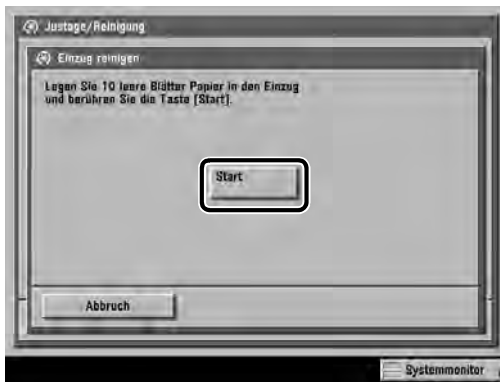 Justage/Reinigung
Einzug reinigen
Legen Sie 10 leere Blätter Papier in den Einzug
und berühren Sie die Taste [Start].
Start
Abbruch
Systemmonitor